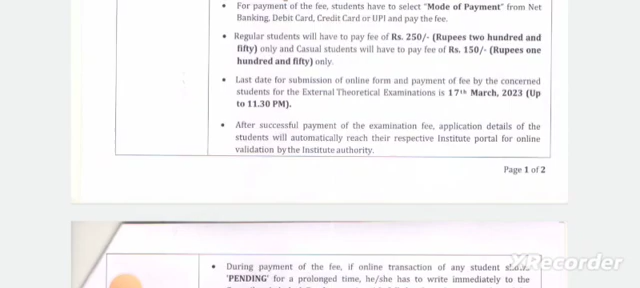 • For payment of the fee, students have to select "Mode of Payment" from Net
Banking, Debit Card, Credit Card or UPI and pay the fee.
• Regular students will have to pay fee of Rs. 250/- (Rupees two hundred and
fifty) only and Casual students will have to pay fee of Rs. 150/- (Rupees one
hundred and fifty) only.
• Last date for submission of online form and payment of fee by the concerned
students for the External Theoretical Examinations is 17th March, 2023 (Up
to 11.30 PM).
• After successful payment of the examination fee, application details of the
students will automatically reach their respective Institute portal for online
validation by the Institute authority.
Page 1 of 2
• During payment of the fee, if online transaction of any student
XRecorder
'PENDING' for a prolonged time, he/she has to write immediately to the